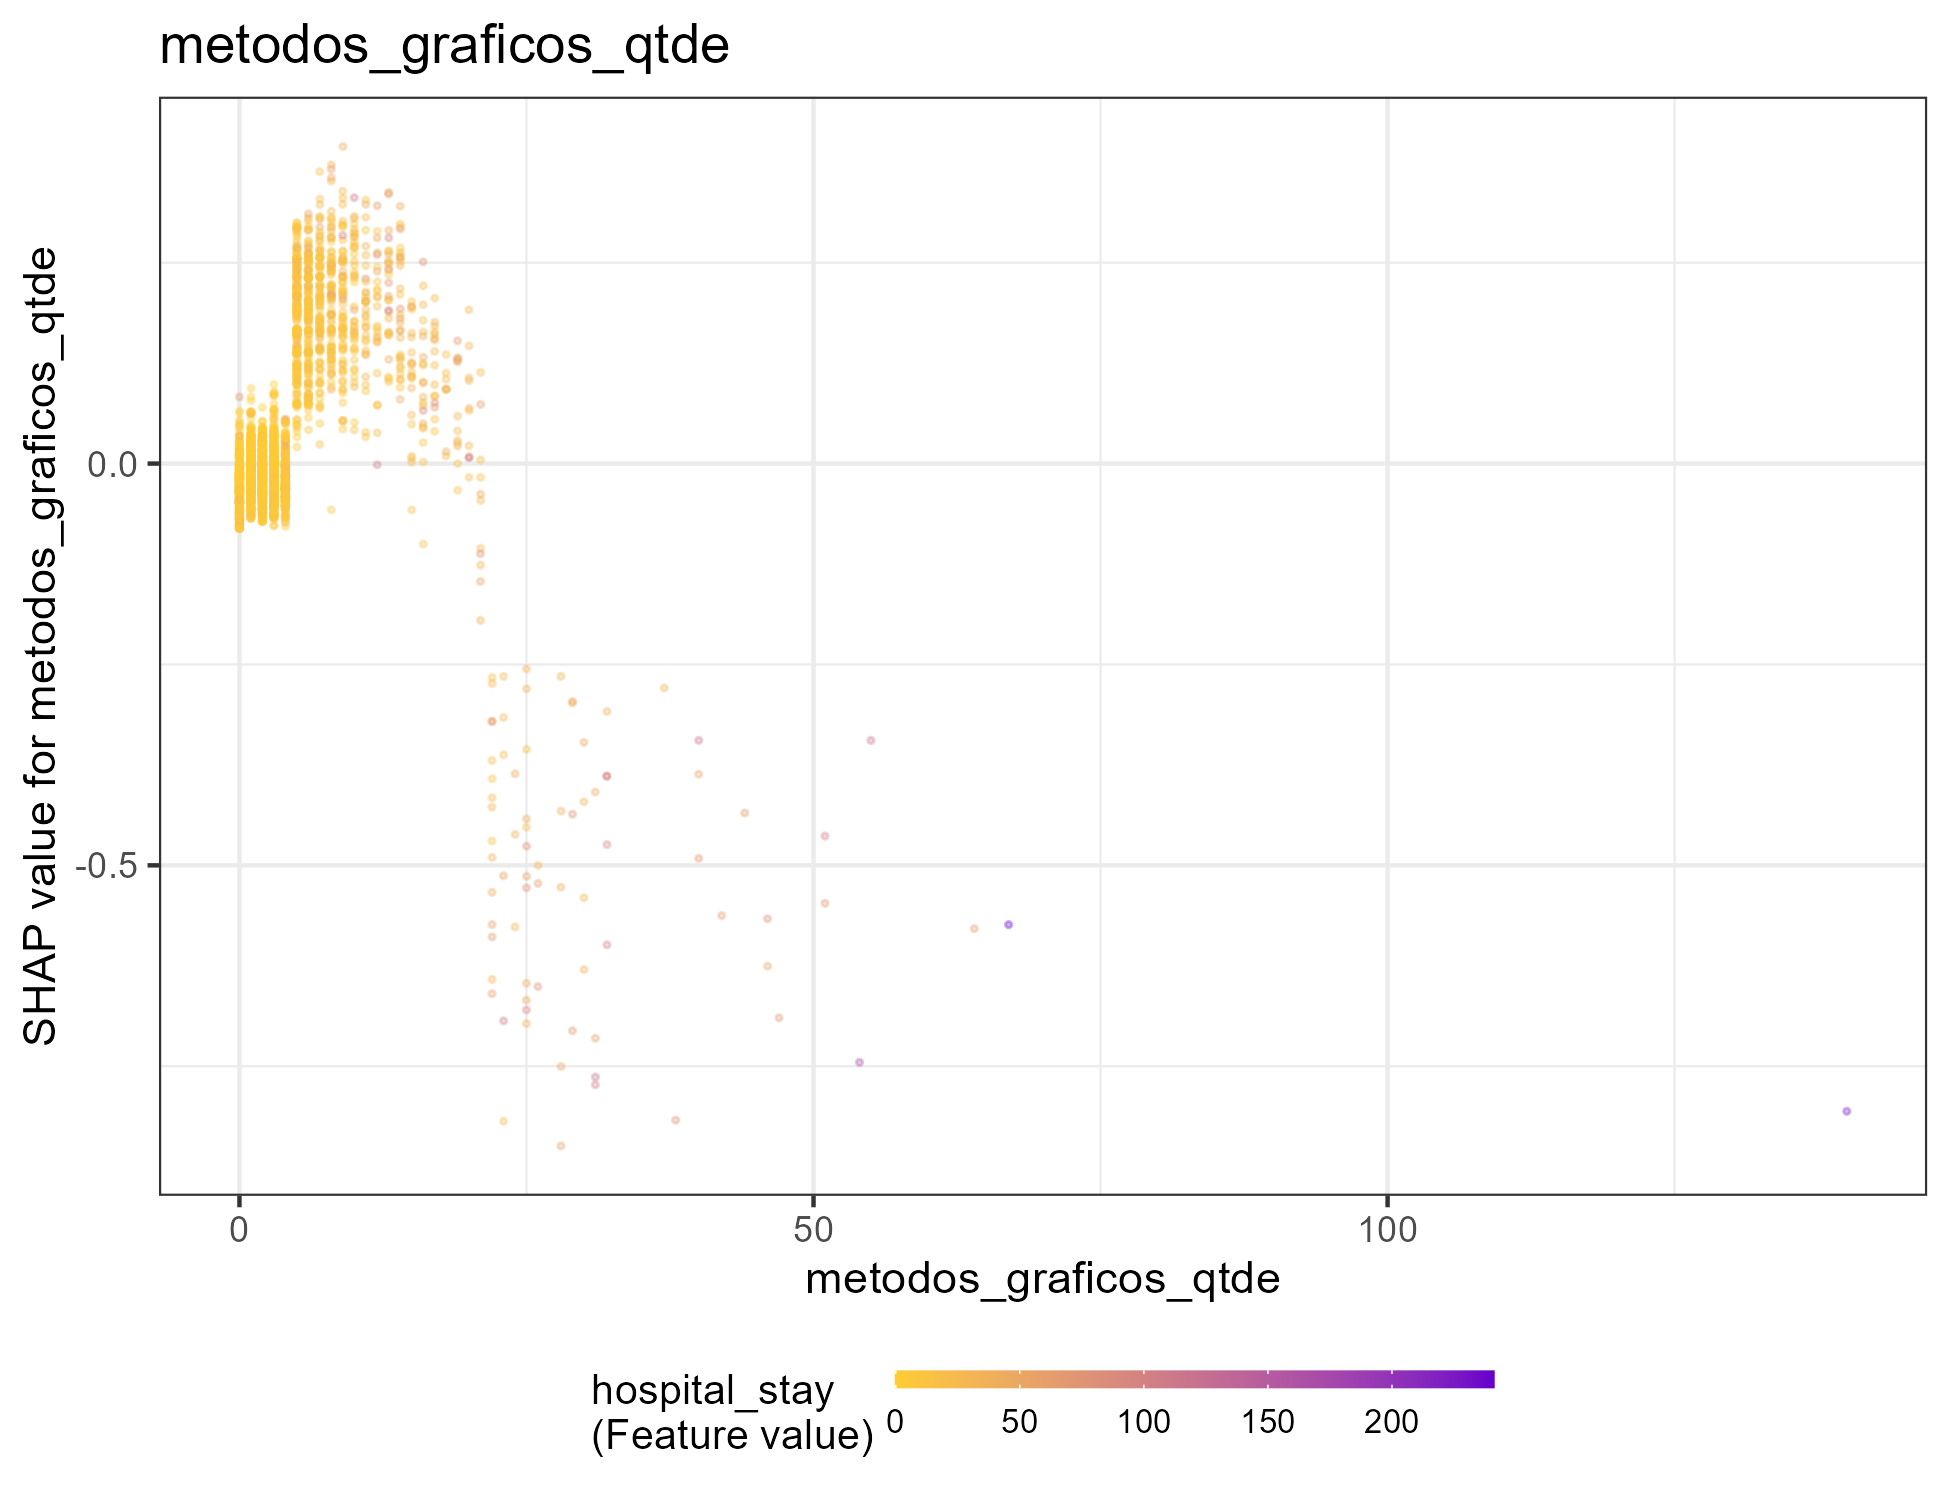 metodos_graficos_qtde
SHAP value for metodos_graficos_qtde
0.0
-0.5
0
50
100
metodos_graficos_qtde
hospital_stay
(Feature value)
0
50
100
150
200